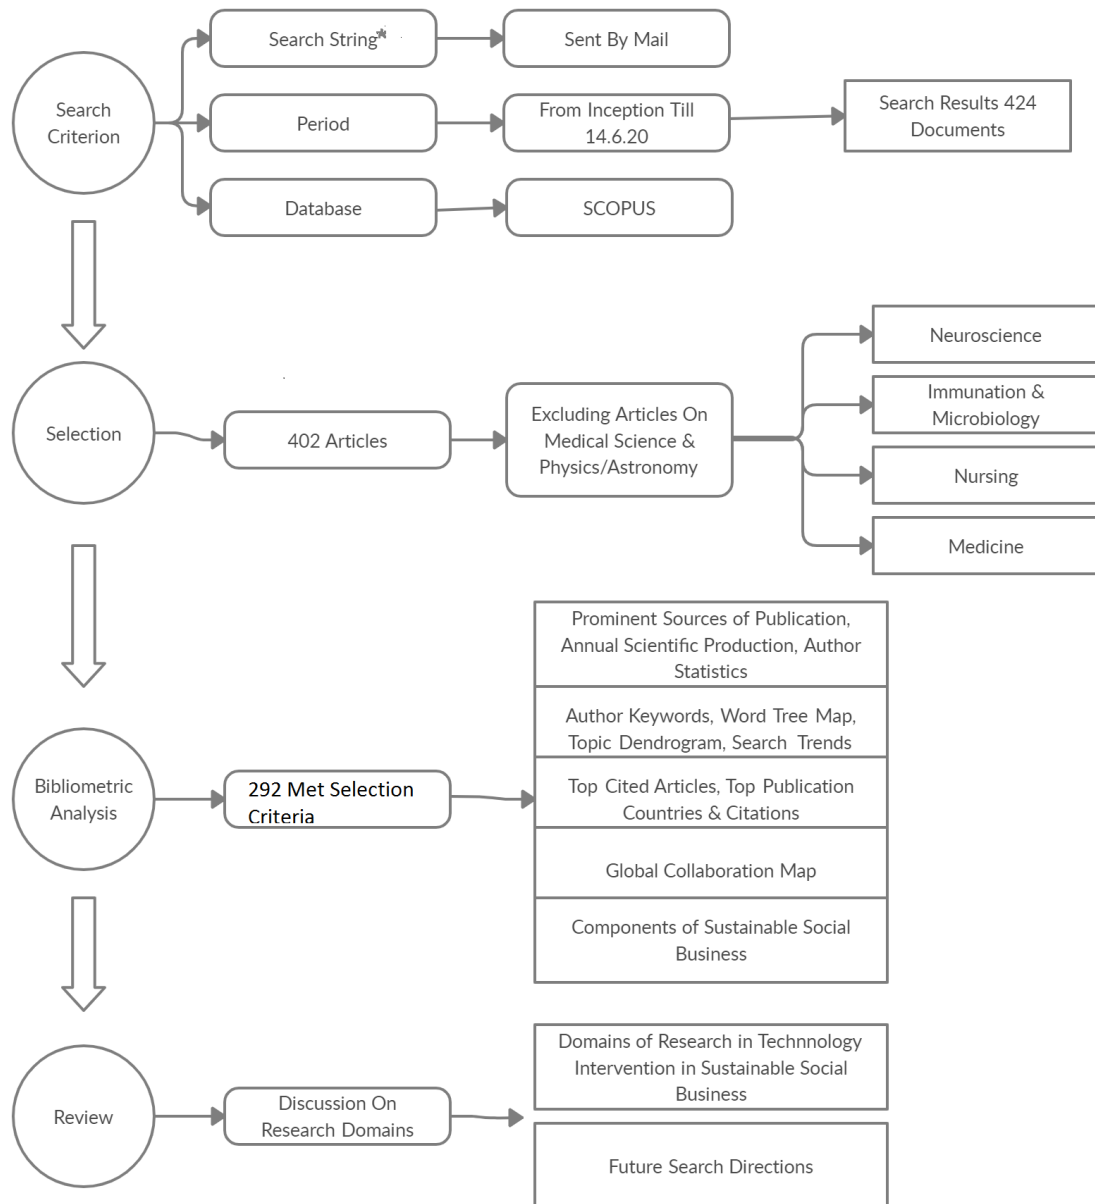 Search
Criterion
Search String*
Sent By Mail
Period
From Inception Till
14.6.20
Search Results 424
Documents
Database
SCOPUS
Selection
402 Articles
Excluding Articles On
Medical Science &
Physics/Astronomy
Neuroscience
Immunation &
Microbiology
Nursing
Medicine
Bibliometric
Analysis
292 Met Selection
Criteria
Prominent Sources of Publication,
Annual Scientific Production, Author
Statistics
Author Keywords, Word Tree Map,
Topic Dendrogram, Search Trends
Top Cited Articles, Top Publication
Countries & Citations
Global Collaboration Map
Components of Sustainable Social
Business
Review
Discussion On
Research Domains
Domains of Research in Technnology
Intervention in Sustainable Social
Business
Future Search Directions